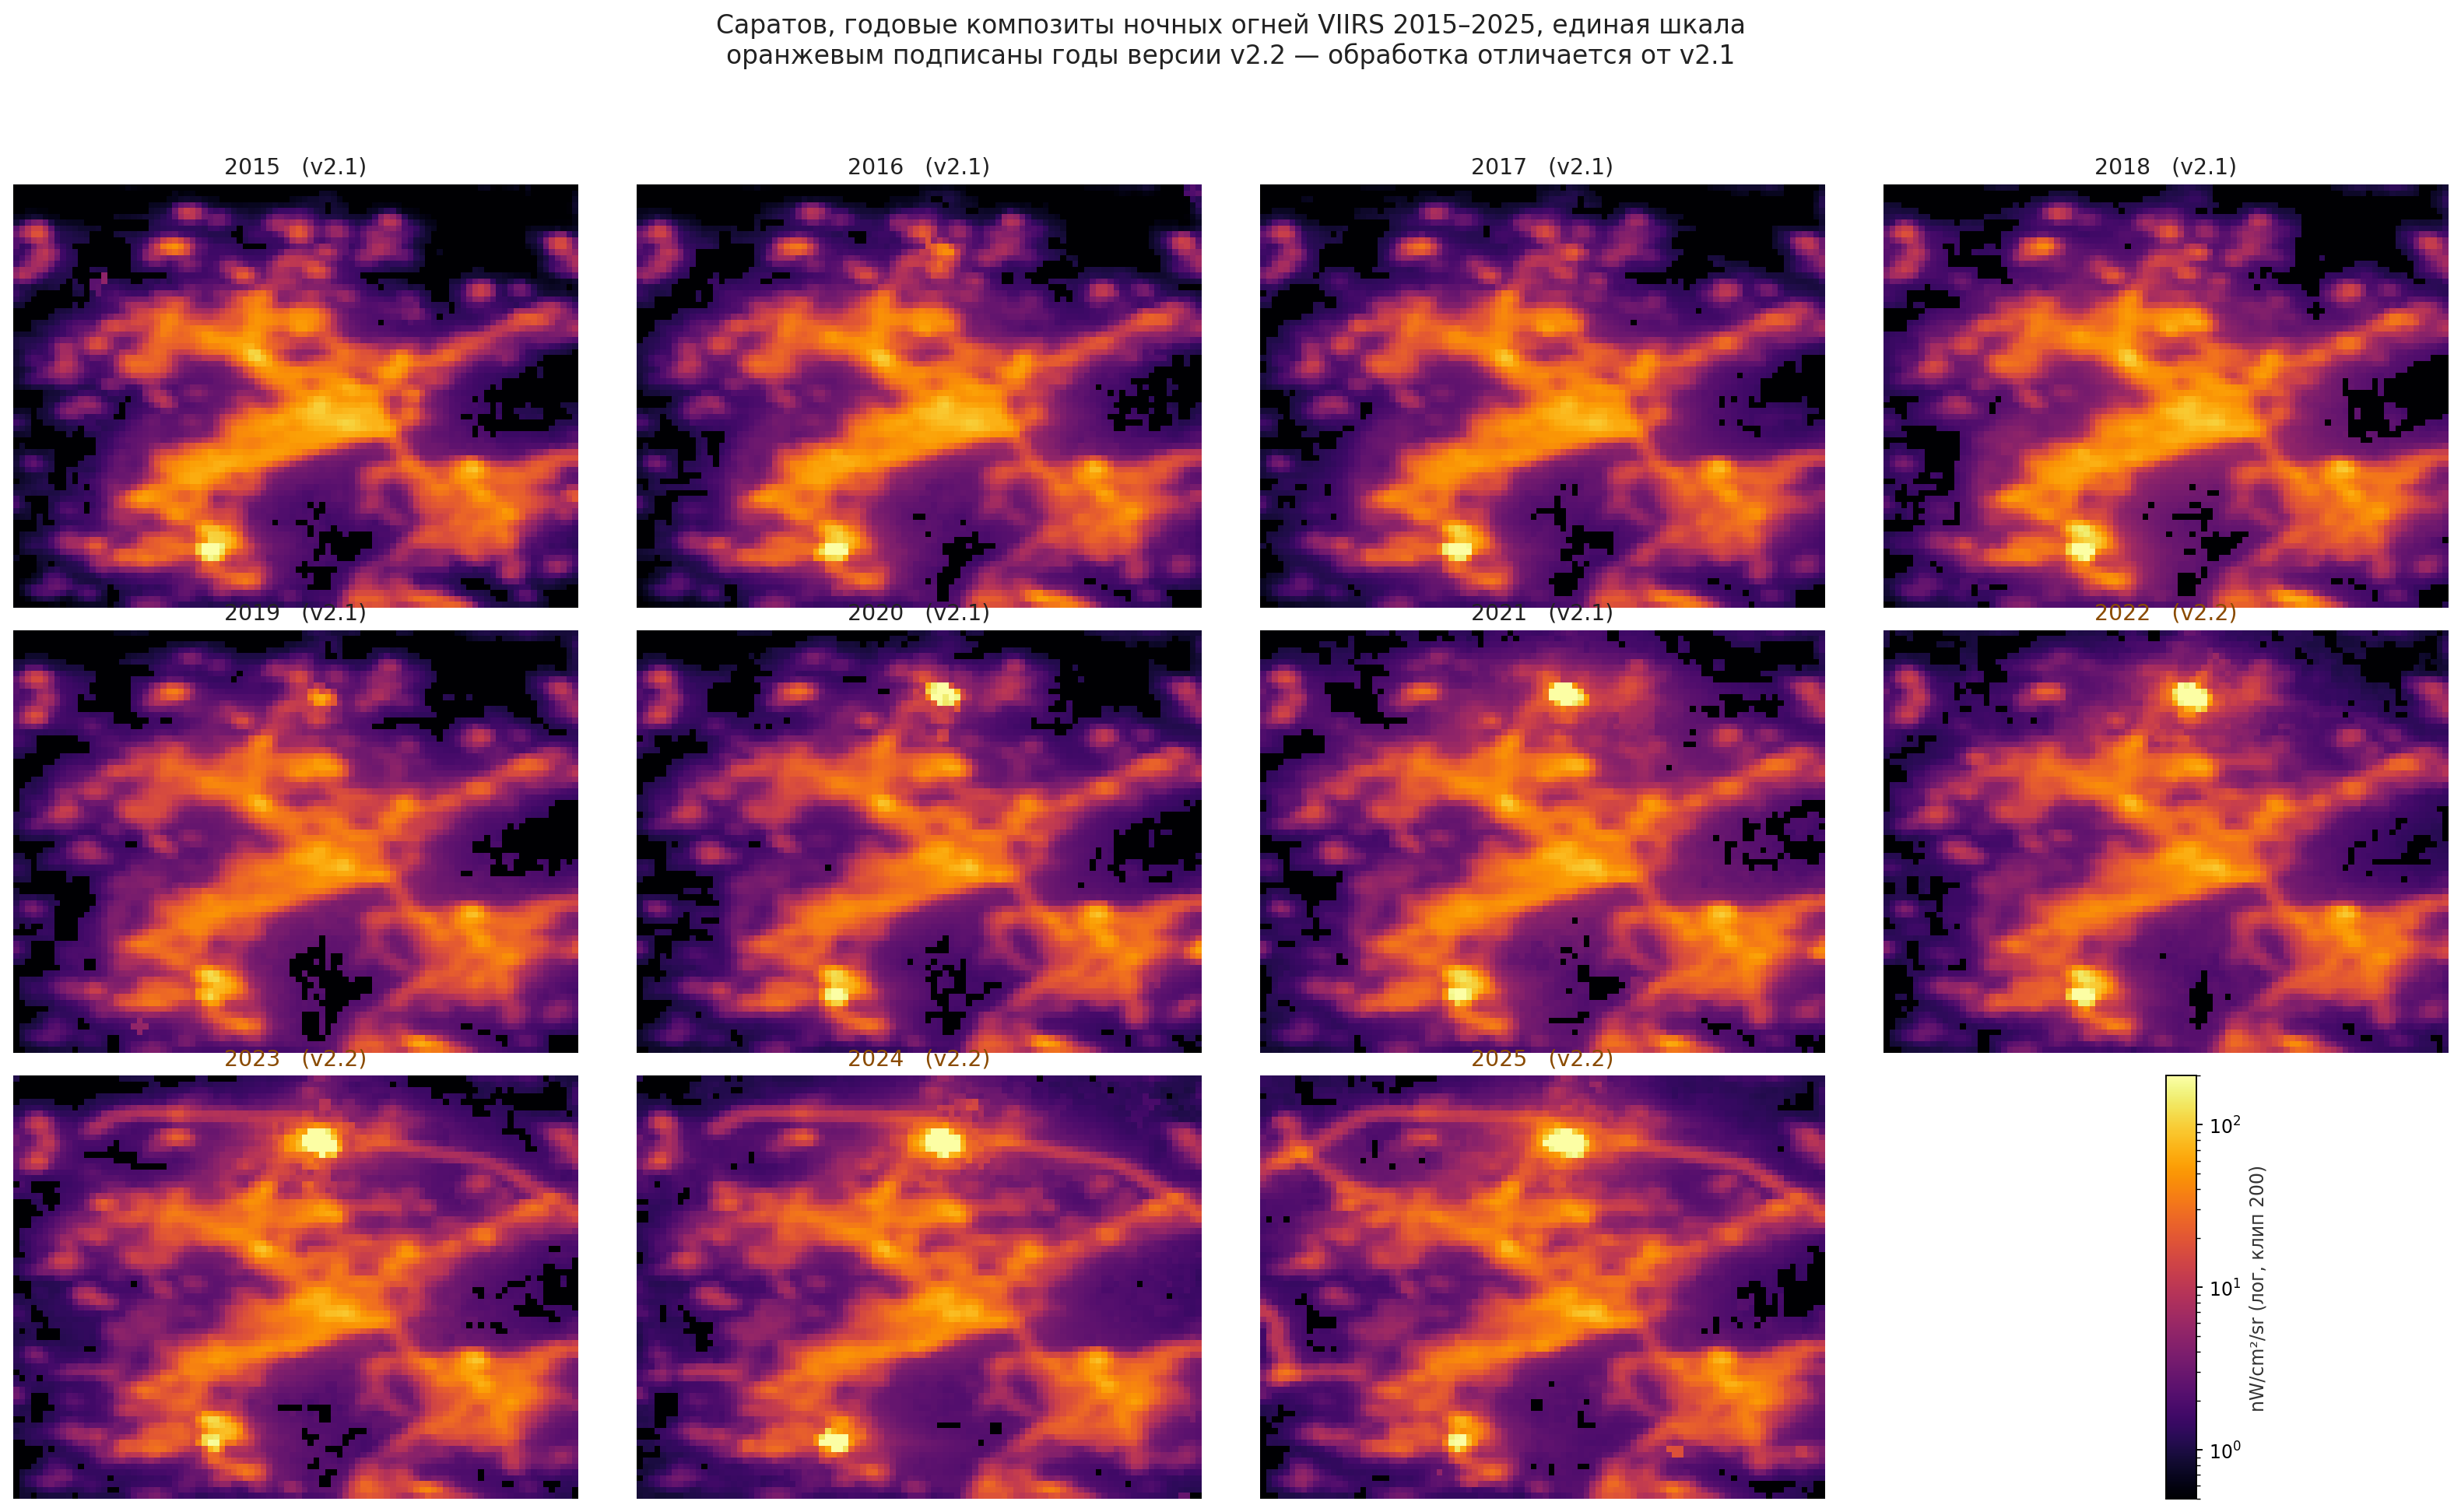 Саратов, годовые композиты ночных огней VIIRS 2015–2025, единая шкала
оранжевым подписаны годы версии v2.2 — обработка отличается от v2.1
2015 (v2.1)
2016 (v2.1)
2017 (v2.1)
2018 (v2.1)
2019 (v2.1)
2020 (v2.1)
2021 (v2.1)
2022 (v2.2)
2023 (v2.2)
2024 (v2.2)
2025 (v2.2)
10²
10¹
10⁰
nW/cm²/sr (лог, клип 200)